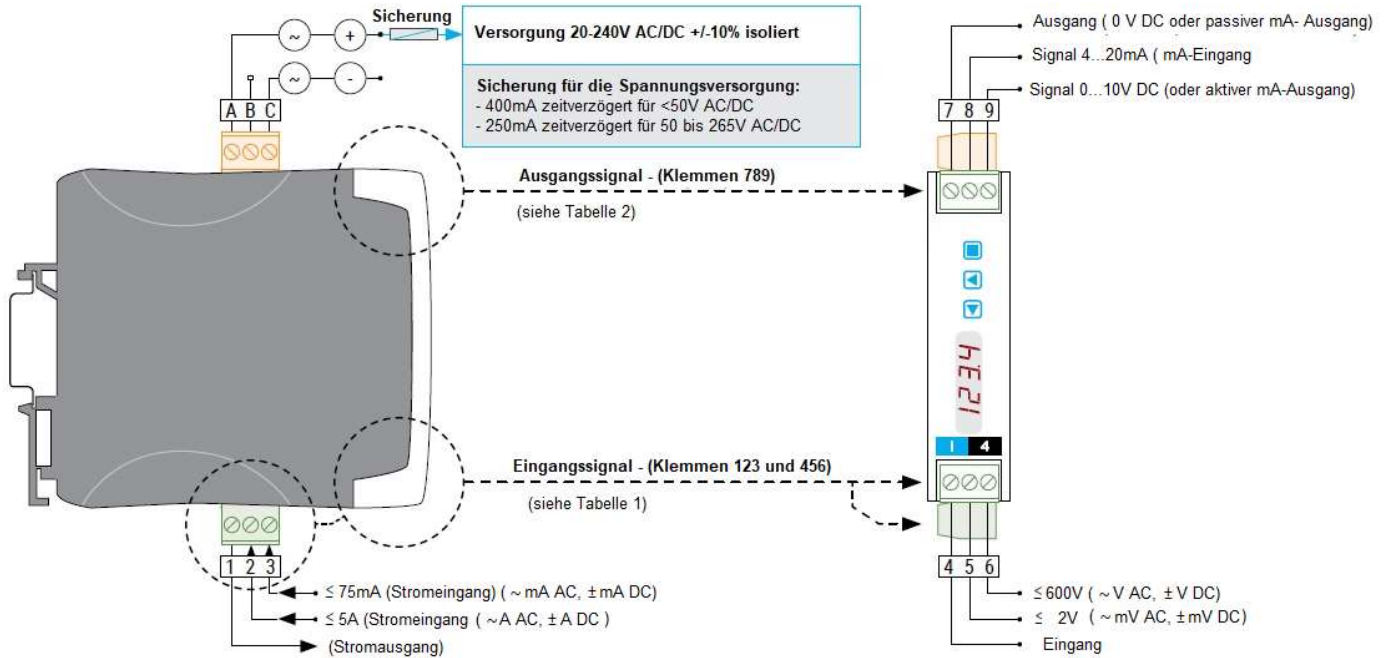 Sicherung
~ +
~ -
A B C
Versorgung 20-240V AC/DC +/-10% isoliert
Sicherung für die Spannungsversorgung:
- 400mA zeitverzögert für <50V AC/DC
- 250mA zeitverzögert für 50 bis 265V AC/DC
Ausgang ( 0 V DC oder passiver mA- Ausgang)
Signal 4...20mA ( mA-Eingang
Signal 0...10V DC (oder aktiver mA-Ausgang)
7 8 9
Ausgangssignal - (Klemmen 789)
(siehe Tabelle 2)
1234
1 4
Eingangssignal - (Klemmen 123 und 456)
(siehe Tabelle 1)
1 2 3
≤ 75mA (Stromeingang) ( ~ mA AC, ±mA DC)
≤ 5A (Stromeingang ( ~A AC, ±A DC )
(Stromausgang)
4 5 6
≤600V ( ~V AC, ±V DC)
≤ 2V ( ~mV AC, ±mV DC)
Eingang